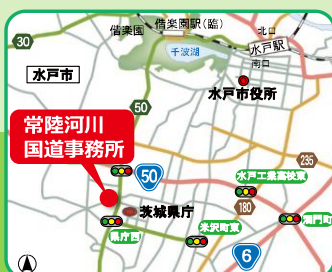 偕楽園駅(臨)
偕楽園
北口
水戸駅
南口
千波湖
30
水戸市
50
水戸市役所
常陸河川
国道事務所
50
235
水戸工業高校東
180
茨城県庁
県庁西
米沢町東
6